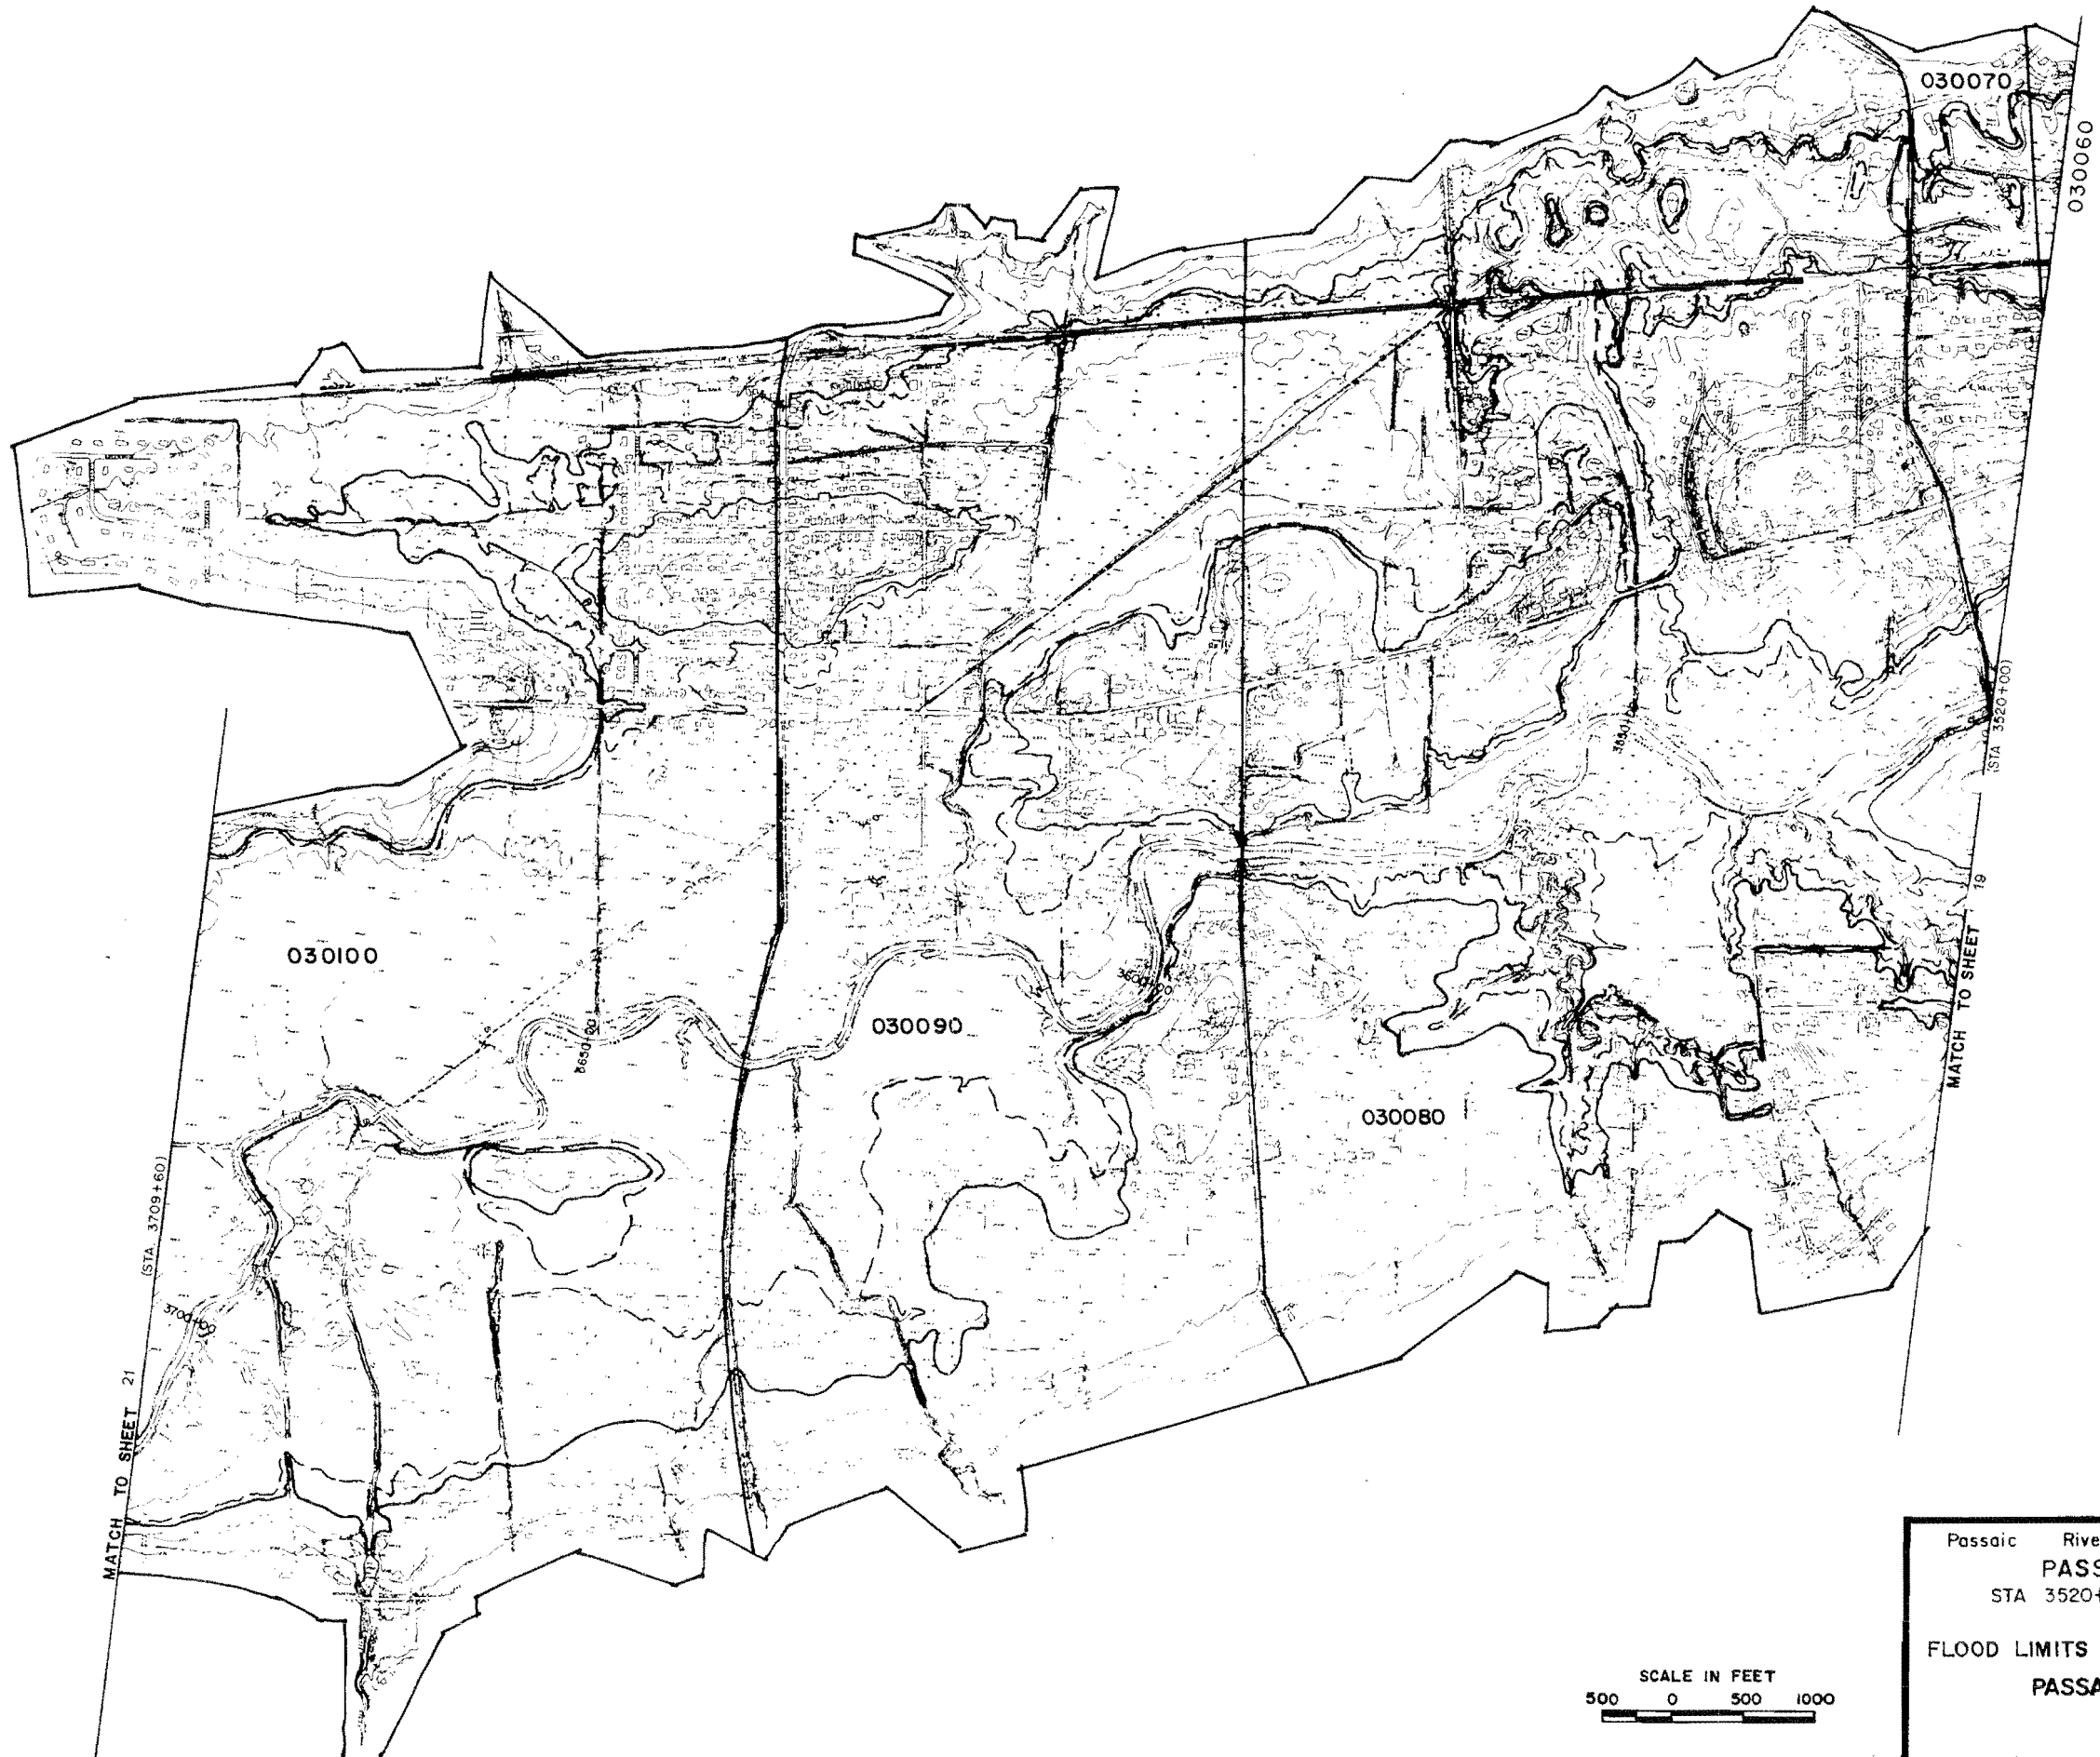 030070
030060
(STA 3520+00)
MATCH TO SHEET 19
030100
030090
030080
3600+00
3650+00
3700+00
(STA 3709+60)
MATCH TO SHEET 21
SCALE IN FEET
500 0 500 1000
Passaic Rive
PASS
STA 3520+
FLOOD LIMITS
PASSA